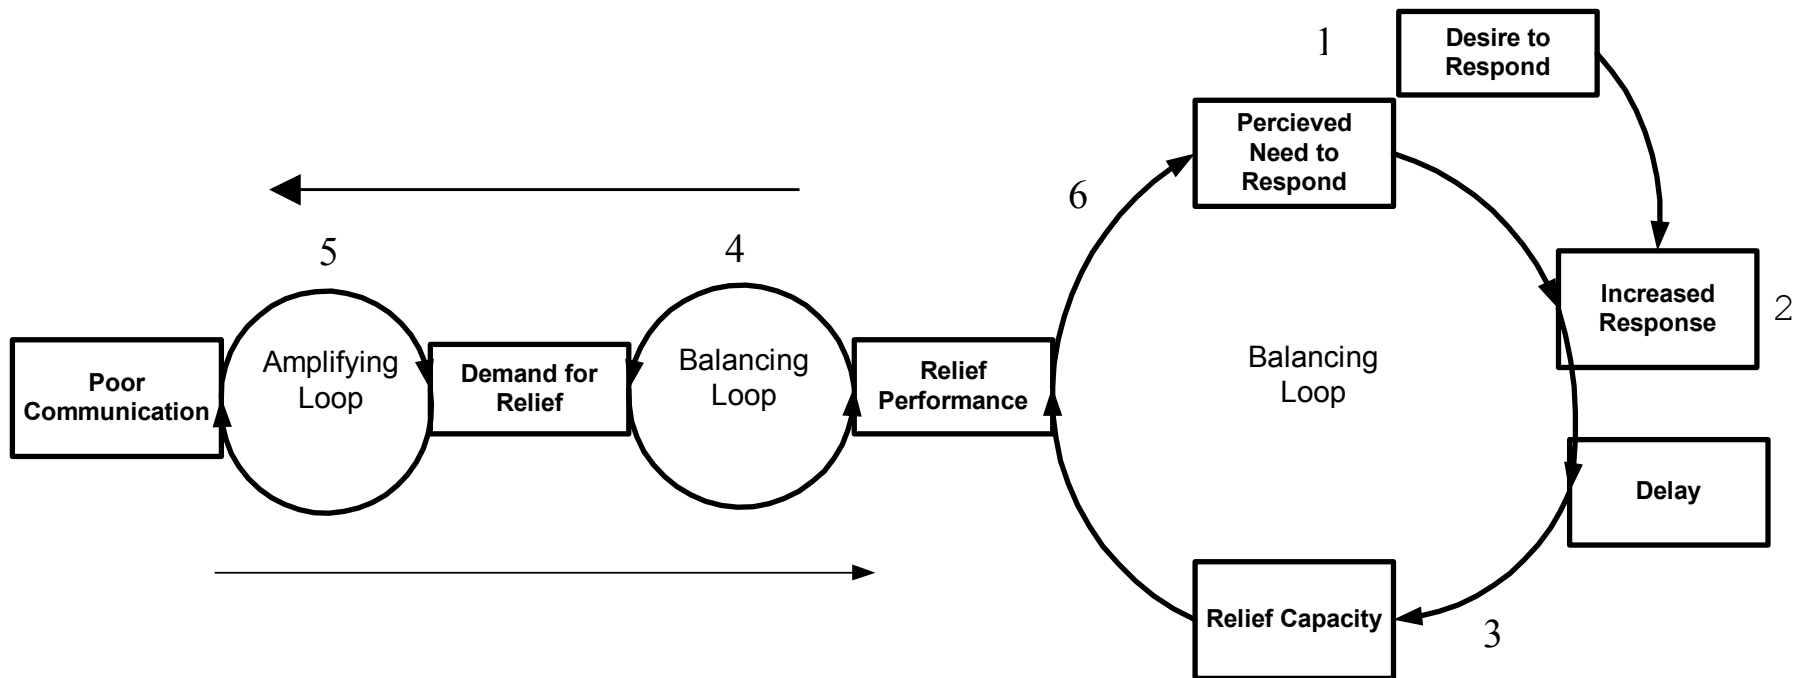 1
Desire to
Respond
Percieved
Need to
Respond
6
5
4
Increased
Response
2
Amplifying
Loop
Balancing
Loop
Balancing
Loop
Poor
Communication
Demand for
Relief
Relief
Performance
Delay
Relief Capacity
3